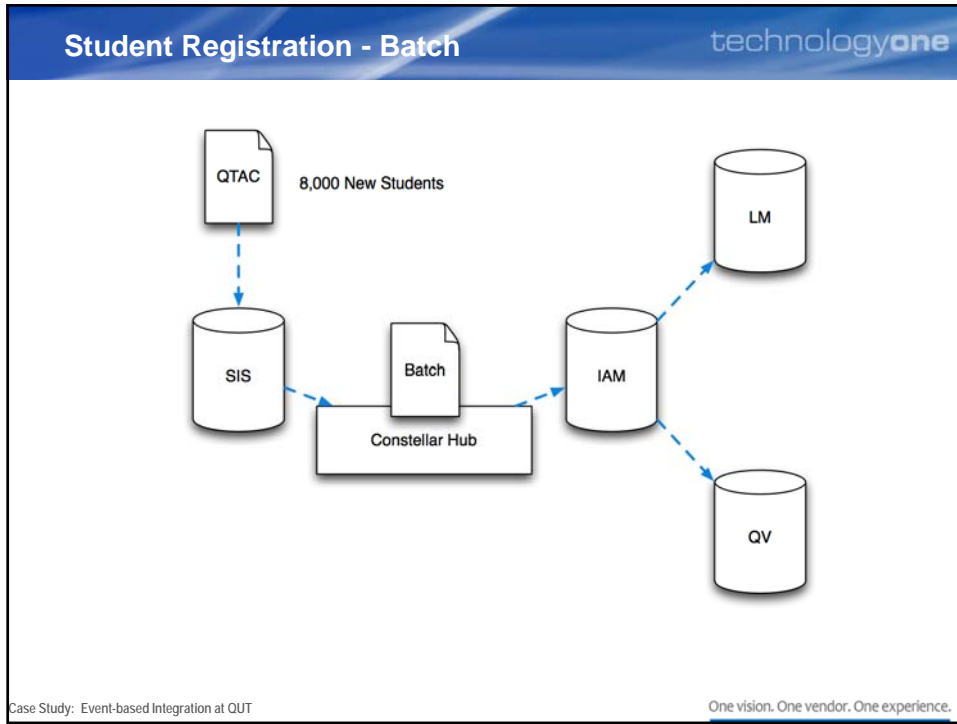 Student Registration - Batch
technologyone
QTAC
8,000 New Students
LM
SIS
Batch
IAM
Constellar Hub
QV
Case Study: Event-based Integration at QUT
One vision. One vendor. One experience.